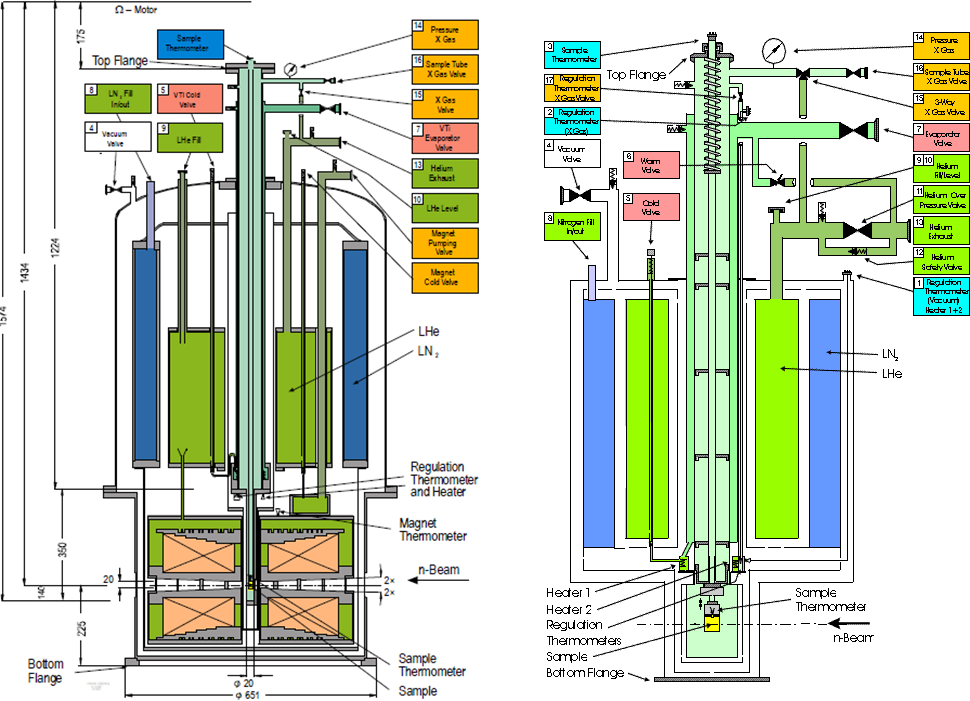 Ω – Motor
175
1224
1434
1574
350
20
140
225
Top Flange
Sample
Thermometer
8
LN2 Fill
In/out
5
VTI Cold
Valve
4
Vacuum
Valve
9
LHe Fill
14
Pressure
X Gas
16
Sample Tube
X Gas Valve
15
X Gas
Valve
7
VTi
Evaporator
Valve
13
Helium
Exhaust
10
LHe Level
Magnet
Pumping
Valve
Magnet
Cold Valve
LHe
LN2
Regulation
Thermometer
and Heater
Magnet
Thermometer
n-Beam
2×
2×
Sample
Thermometer
Sample
Bottom
Flange
φ 20
φ 651
3
Sample
Thermometer
Top Flange
17
Regulation
Thermometer
X Gas Valve
2
Regulation
Thermometer
(X Gas)
4
Vacuum
Valve
6
Warm
Valve
5
Cold
Valve
8
Nitrogen Fill
In/out
14
Pressure
X Gas
16
Sample Tube
X Gas Valve
15
3-Way
X Gas Valve
7
Evaporator
Valve
9
10
Helium
Fill/Level
11
Helium Over
Pressure Valve
13
Helium
Exhaust
12
Helium
Safety Valve
1
Regulation
Thermometer
(Vacuum)
Heater 1+2
LN2
LHe
Heater 1
Heater 2
Regulation
Thermometers
Sample
Bottom Flange
Sample
Thermometer
n-Beam